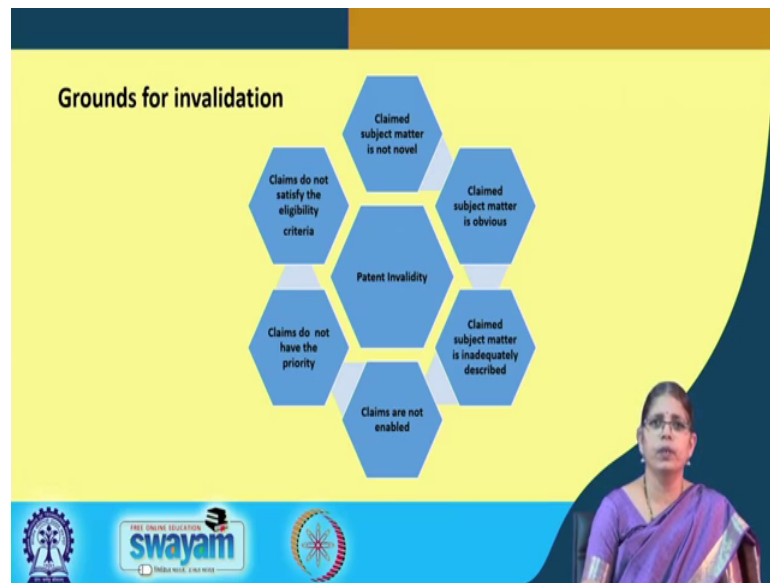 Grounds for invalidation
Claimed
subject matter
is not novel
Claimed
subject matter
is obvious
Claimed
subject matter
is inadequately
described
Claims are not
enabled
Claims do not
have the
priority
Claims do not
satisfy the
eligibility
criteria
Patent Invalidity
FREE ONLINE EDUCATION
swayam